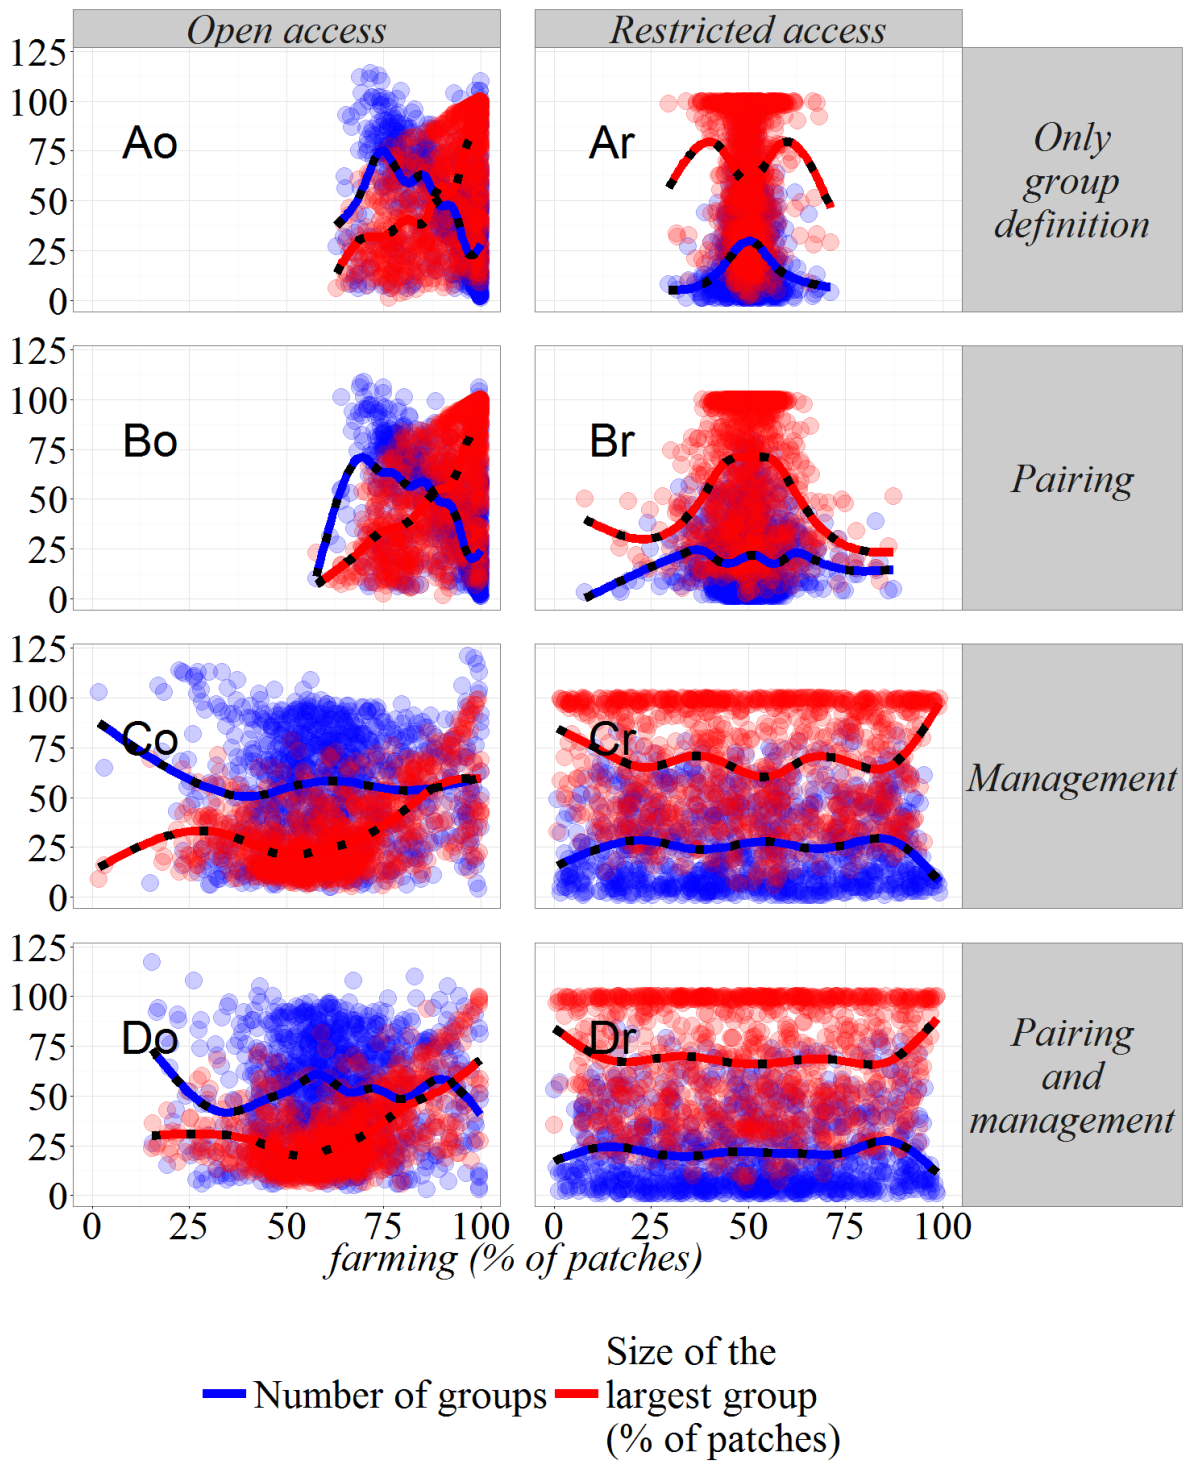 Open access
Restricted access
125
100
75
50
25
0
Ao
Ar
Only
group
definition
125
100
75
50
25
0
Bo
Br
Pairing
125
100
75
50
25
0
Co
Cr
Management
125
100
75
50
25
0
Do
Dr
Pairing
and
management
0 25 50 75 100
0 25 50 75 100
farming (% of patches)
Number of groups
Size of the
largest group
(% of patches)